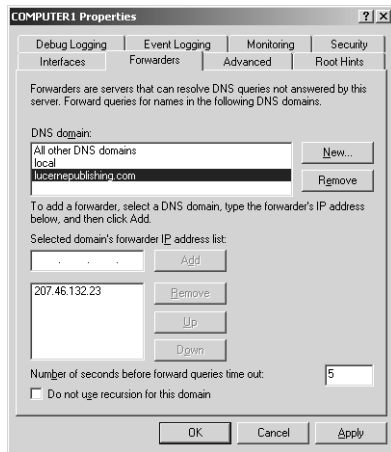 COMPUTER1 Properties
Debug Logging Event Logging Monitoring Security
Interfaces Forwarders Advanced Root Hints
Forwarders are servers that can resolve DNS queries not answered by this
server. Forward queries for names in the following DNS domains.
DNS domain:
All other DNS domains
local
lucernepublishing.com
New...
Remove
To add a forwarder, select a DNS domain, type the forwarder's IP address
below, and then click Add.
Selected domain's forwarder IP address list:
. . .
Add
207.46.132.23
Remove
Up
Down
Number of seconds before forward queries time out: 5
Do not use recursion for this domain
OK Cancel Apply